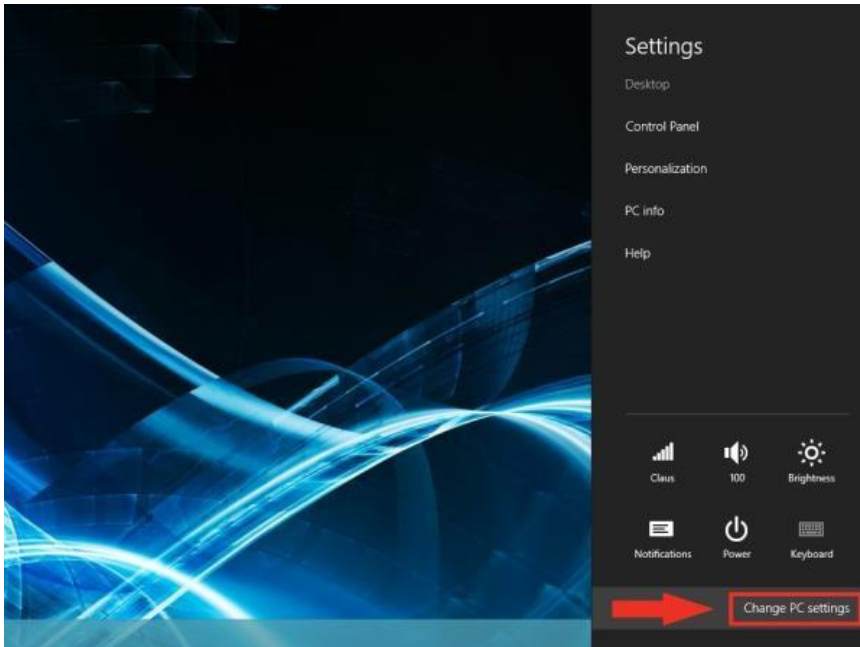 Settings
Desktop
Control Panel
Personalization
PC info
Help
Claus 100 Brightness
Notifications Power Keyboard
Change PC settings